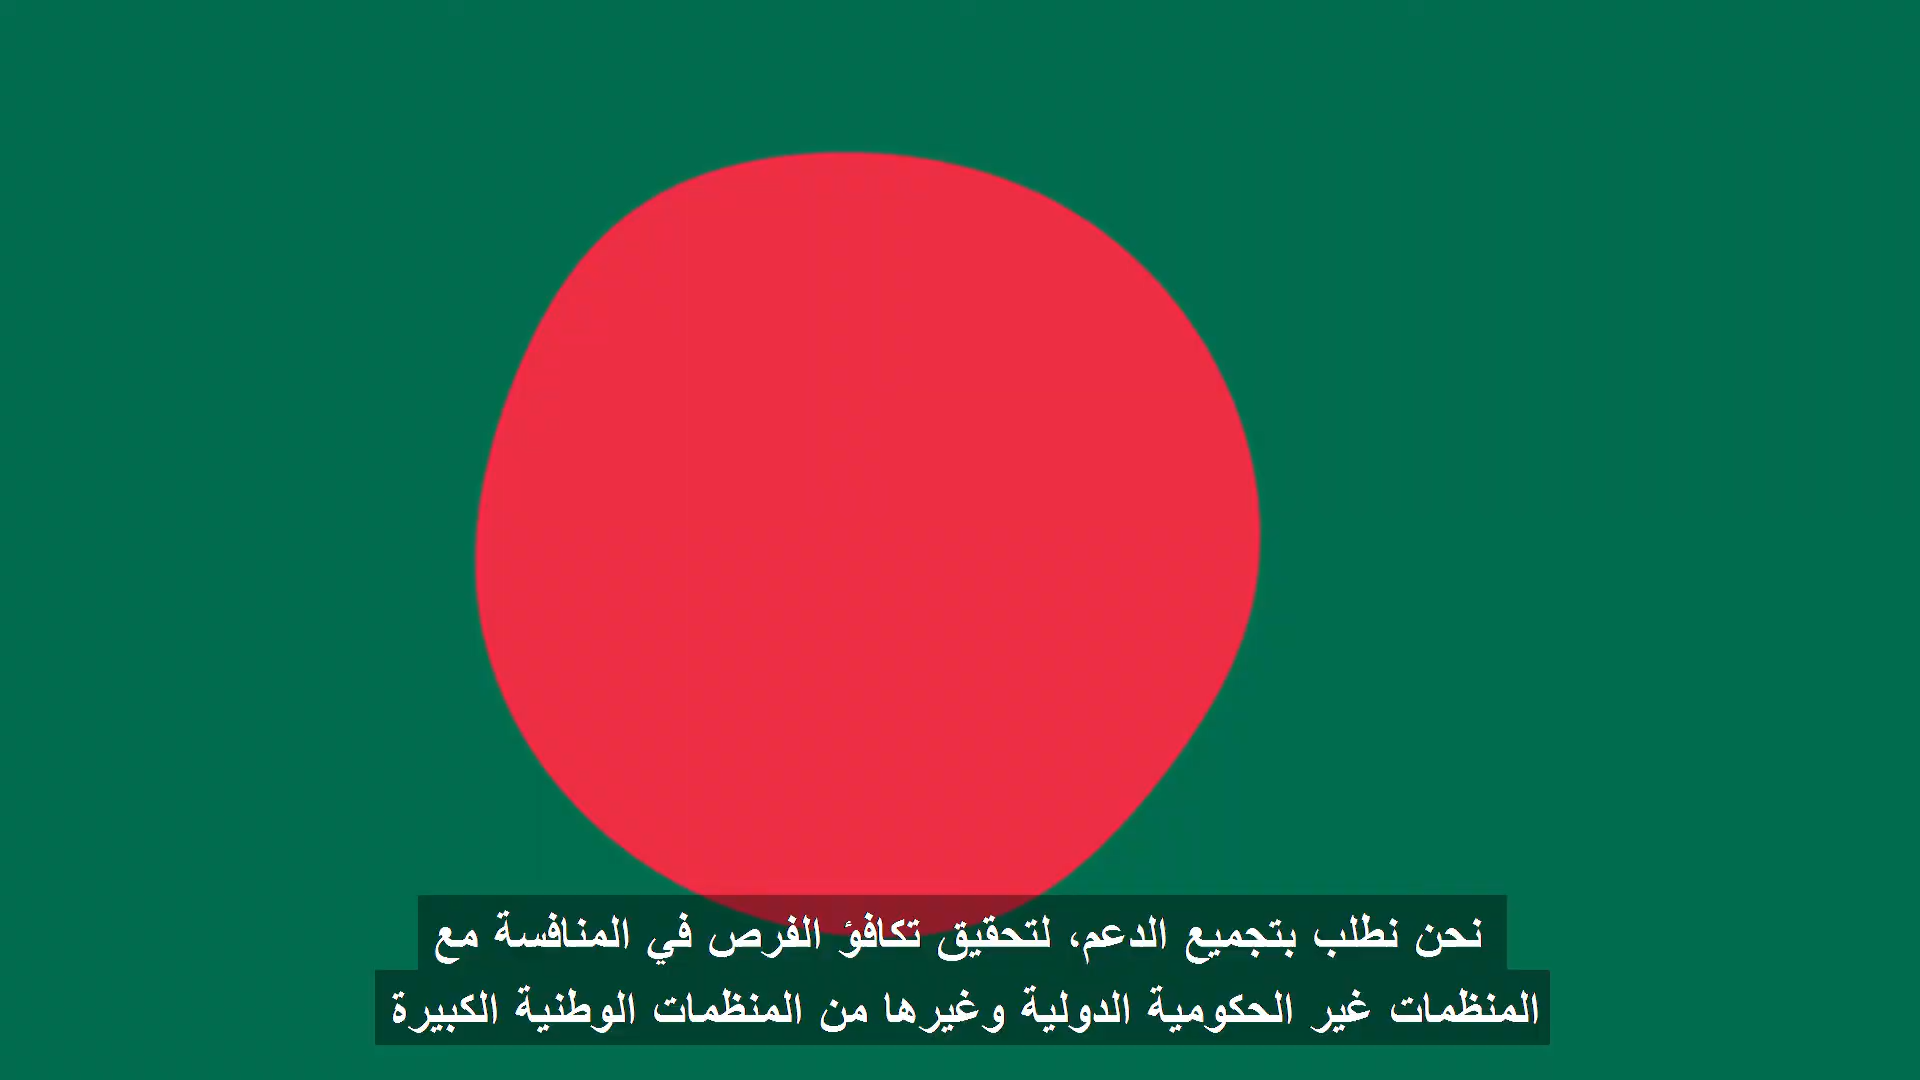 نحن نطلب بتجميع الدعم، لتحقيق تكافؤ الفرص في المنافسة مع
المنظمات غير الحكومية الدولية وغيرها من المنظمات الوطنية الكبيرة